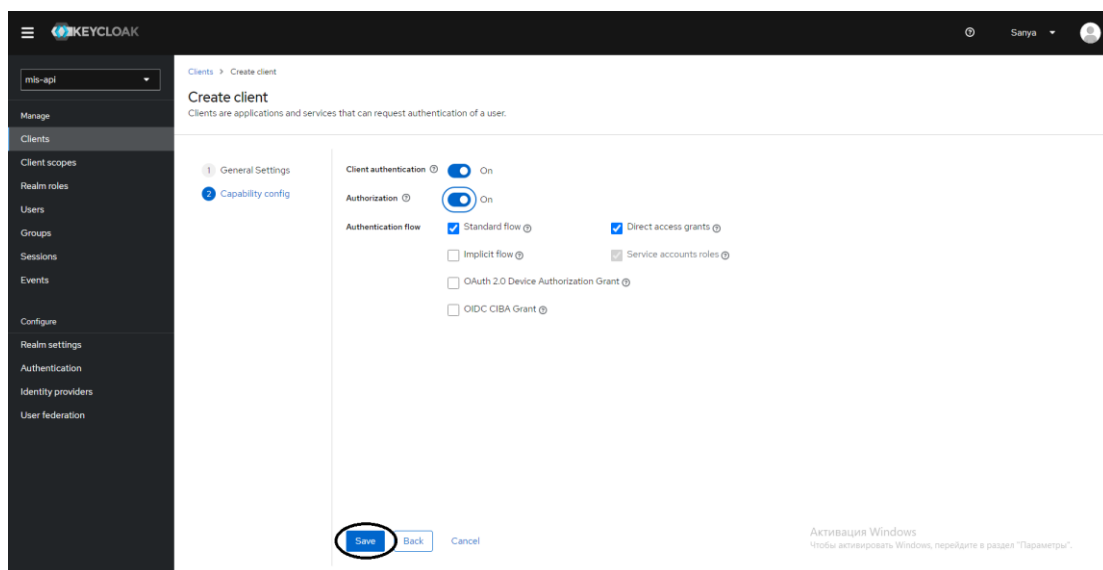 KEYCLOAK
Sanya
mis-api
Manage
Clients
Client scopes
Realm roles
Users
Groups
Sessions
Events
Configure
Realm settings
Authentication
Identity providers
User federation
Clients > Create client
Create client
Clients are applications and services that can request authentication of a user.
1 General Settings
2 Capability config
Client authentication On
Authorization On
Authentication flow Standard flow Direct access grants
Implicit flow Service accounts roles
OAuth 2.0 Device Authorization Grant
OIDC CIBA Grant
Save Back Cancel
Активация Windows
Чтобы активировать Windows, перейдите в раздел "Параметры".